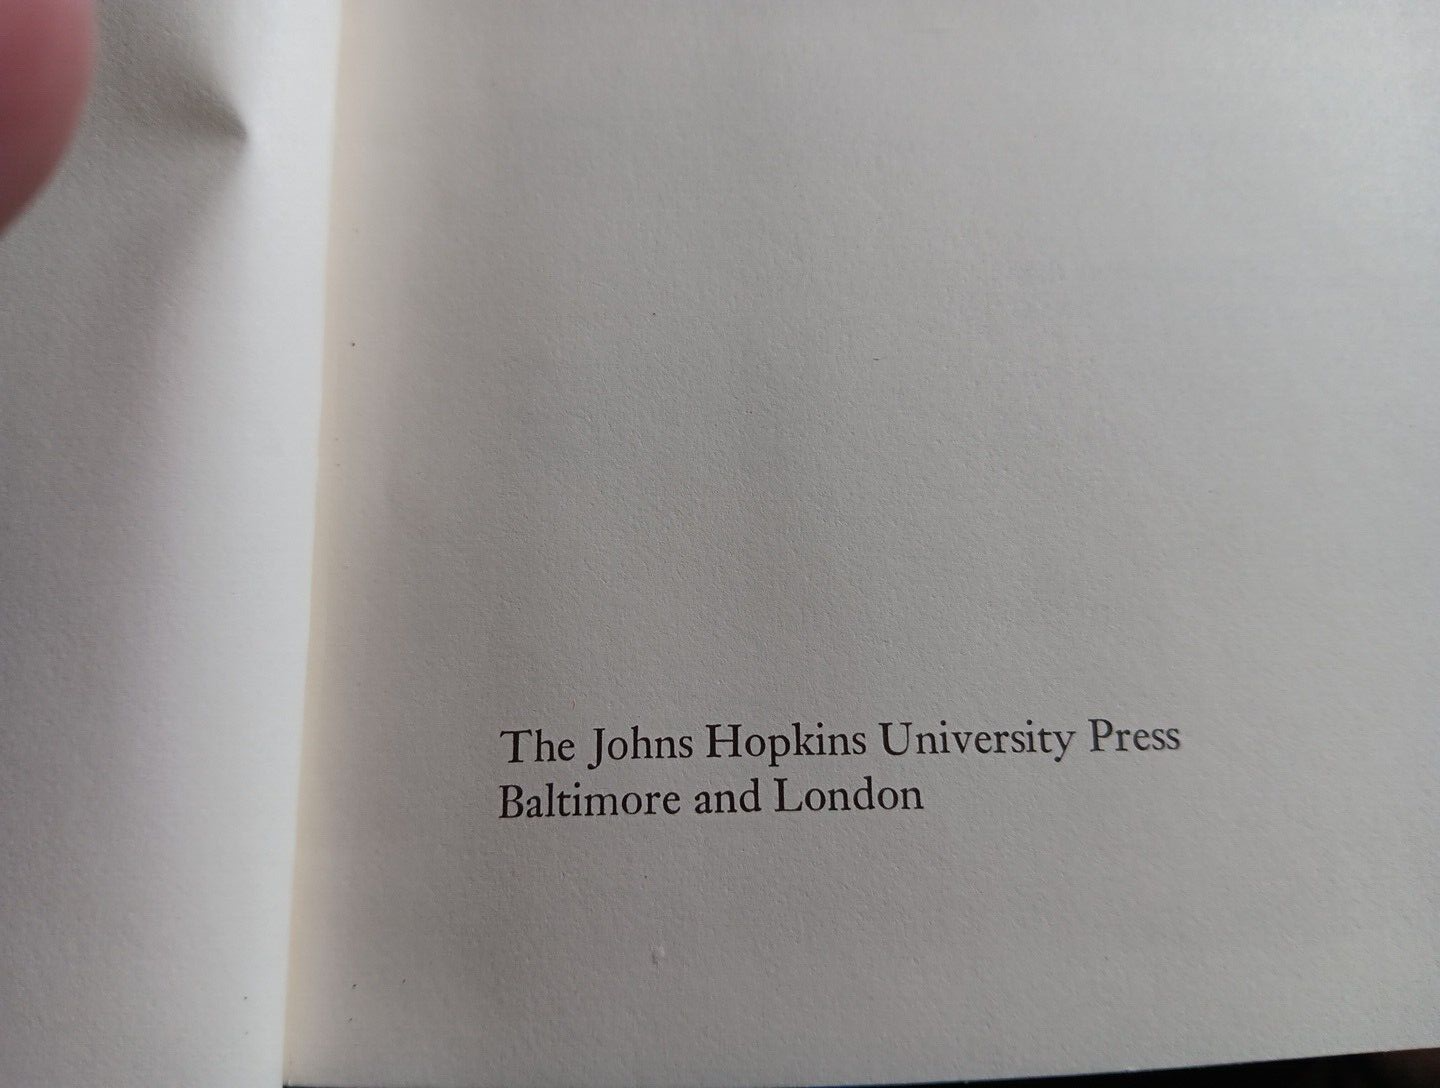 The Johns Hopkins University Press
Baltimore and London